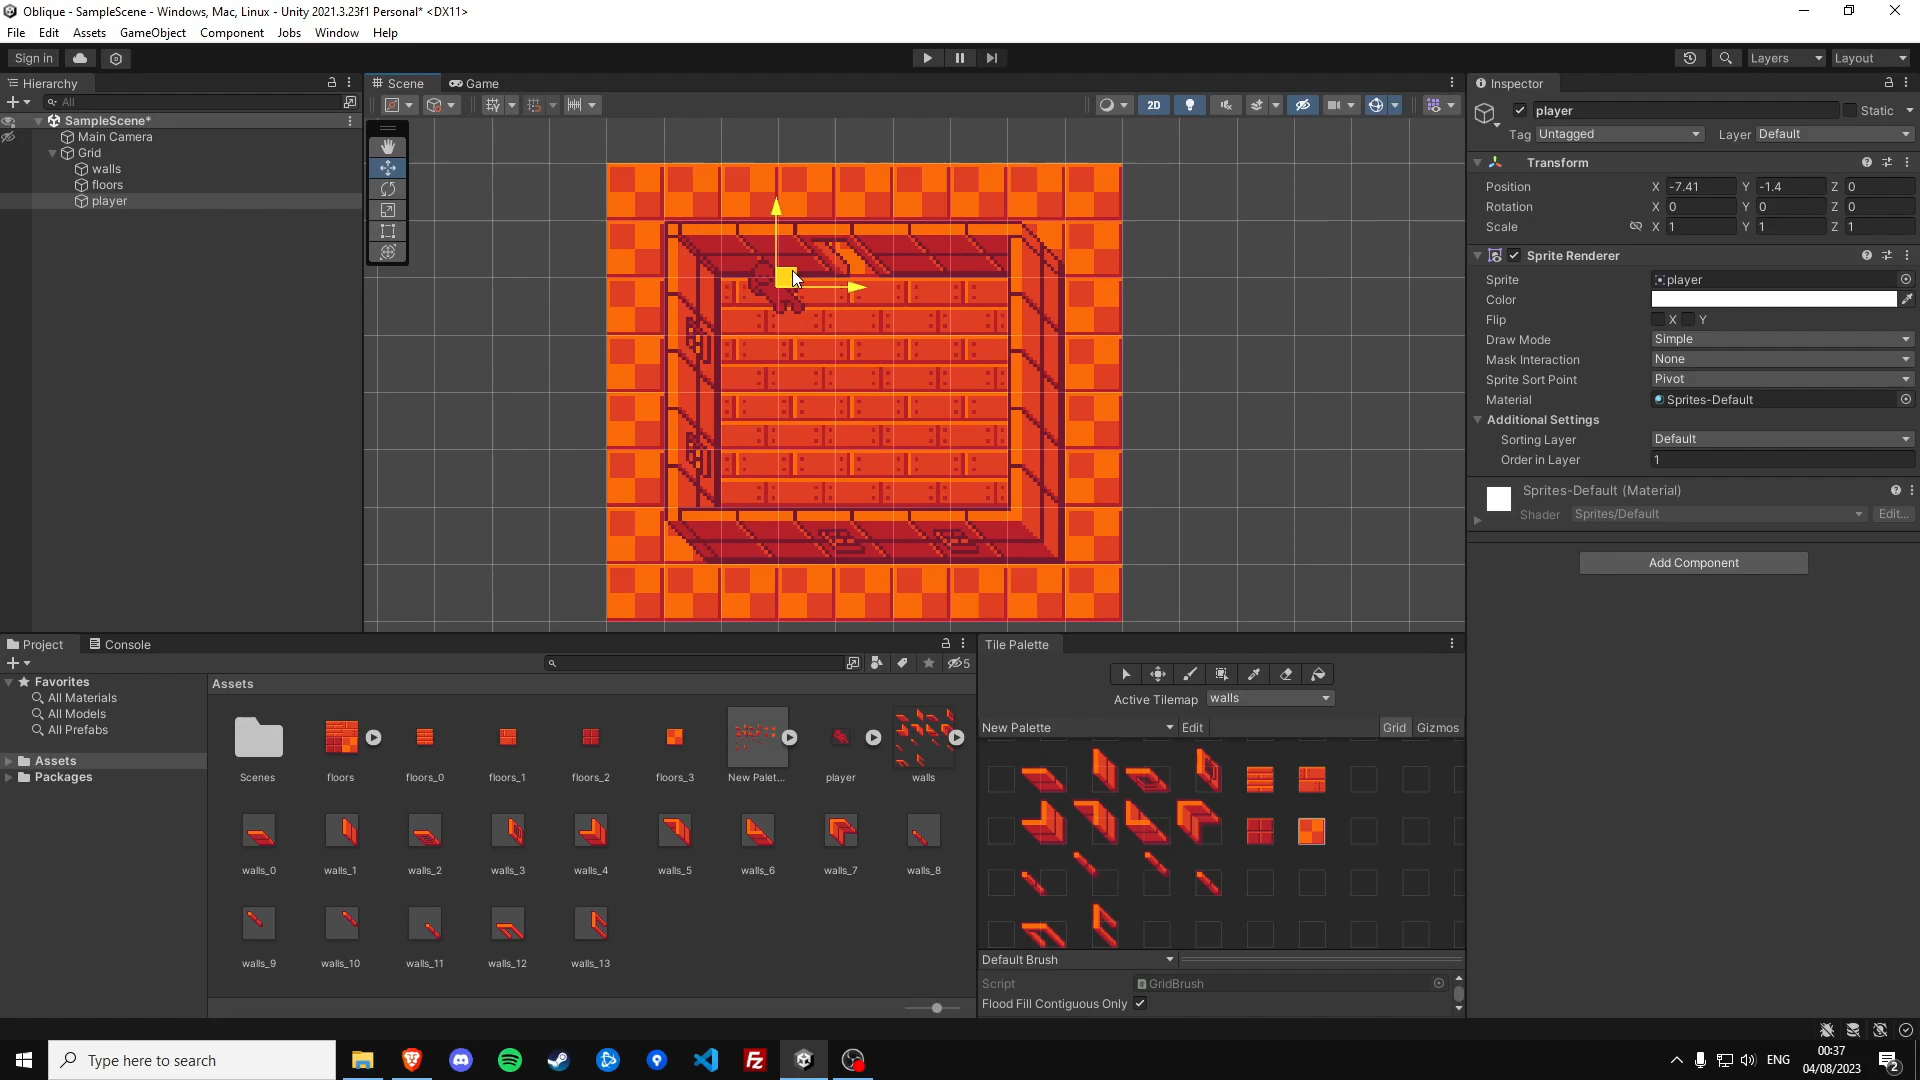 Oblique - SampleScene - Windows, Mac, Linux - Unity 2021.3.23f1 Personal* <DX11>
File Edit Assets GameObject Component Jobs Window Help
Sign in
Layers
Layout
Hierarchy
All
SampleScene*
Main Camera
Grid
walls
floors
player
Scene
Game
2D
Inspector
player
Static
Tag Untagged
Layer Default
Transform
Position X -7.41 Y -1.4 Z 0
Rotation X 0 Y 0 Z 0
Scale X 1 Y 1 Z 1
Sprite Renderer
Sprite player
Color
Flip X Y
Draw Mode Simple
Mask Interaction None
Sprite Sort Point Pivot
Material Sprites-Default
Additional Settings
Sorting Layer Default
Order in Layer 1
Sprites-Default (Material)
Shader Sprites/Default Edit...
Add Component
Project
Console
5
Favorites
All Materials
All Models
All Prefabs
Assets
Packages
Assets
Scenes floors floors_0 floors_1 floors_2 floors_3 New Palet... player walls
walls_0 walls_1 walls_2 walls_3 walls_4 walls_5 walls_6 walls_7 walls_8
walls_9 walls_10 walls_11 walls_12 walls_13
Tile Palette
Active Tilemap walls
New Palette Edit Grid Gizmos
Default Brush
Script GridBrush
Flood Fill Contiguous Only
Type here to search
ENG
00:37
04/08/2023
2